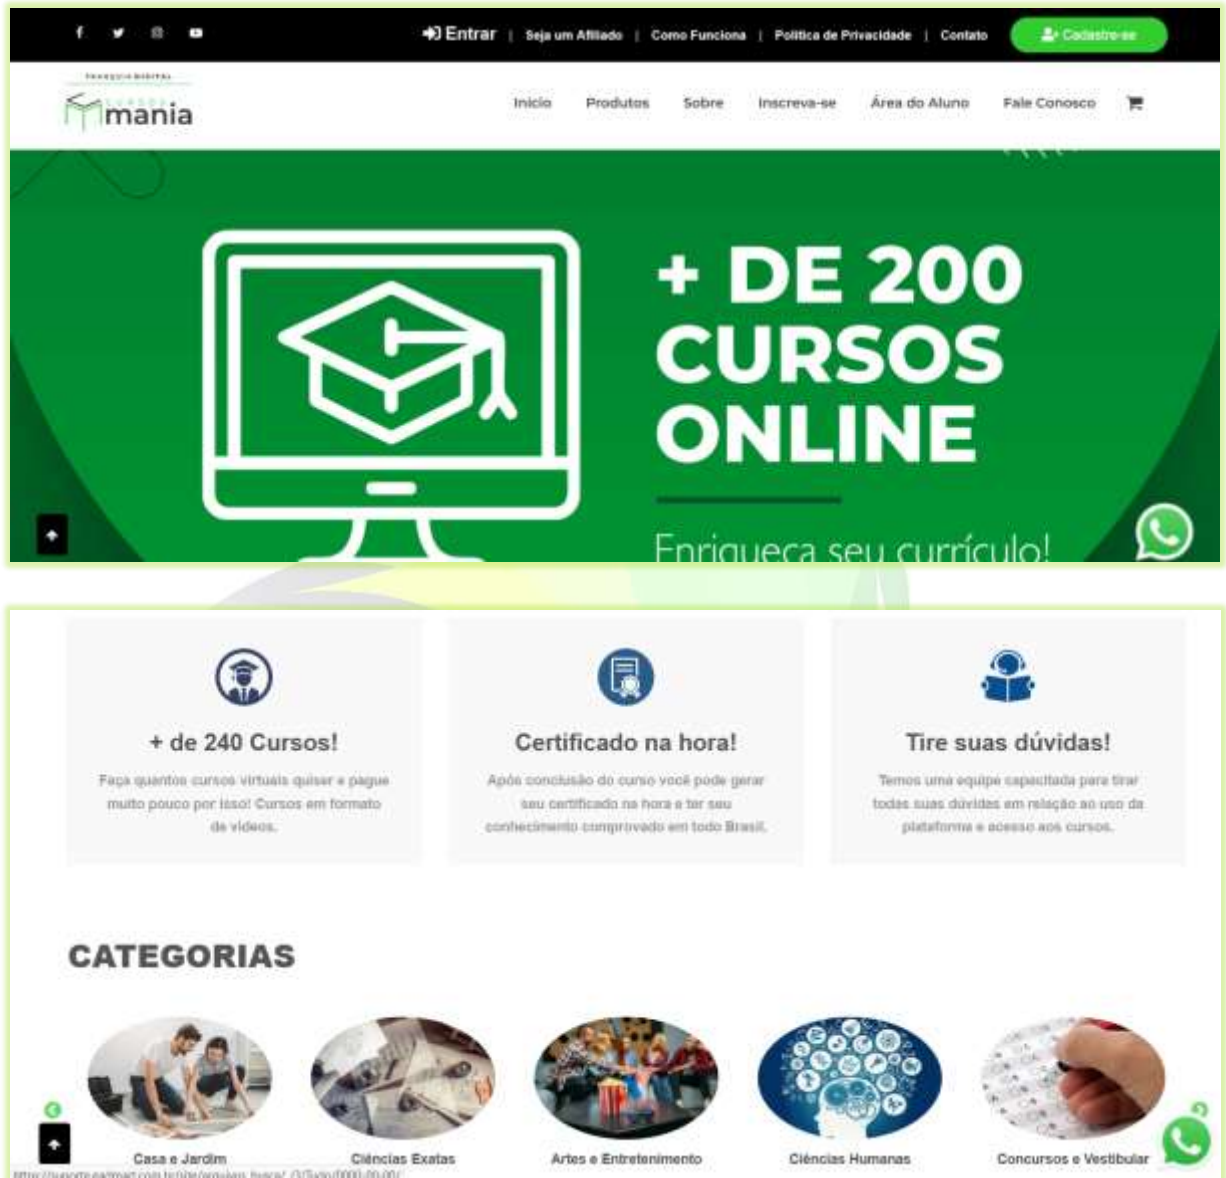 Entrar | Seja um Afiliado | Como Funciona | Política de Privacidade | Contato
Cadastre-se
FRANQUIA DIGITAL
CURSOS
mania
Início Produtos Sobre Inscreva-se Área do Aluno Fale Conosco
+ DE 200
CURSOS
ONLINE
Enriqueça seu currículo!
+ de 240 Cursos!
Faça quantos cursos virtuais quiser e pague
muito pouco por isso! Cursos em formato
de vídeos.
Certificado na hora!
Após conclusão do curso você pode gerar
seu certificado na hora e ter seu
conhecimento comprovado em todo Brasil.
Tire suas dúvidas!
Temos uma equipe capacitada para tirar
todas suas dúvidas em relação ao uso da
plataforma e acesso aos cursos.
CATEGORIAS
Casa e Jardim
Ciências Exatas
Artes e Entretenimento
Ciências Humanas
Concursos e Vestibular